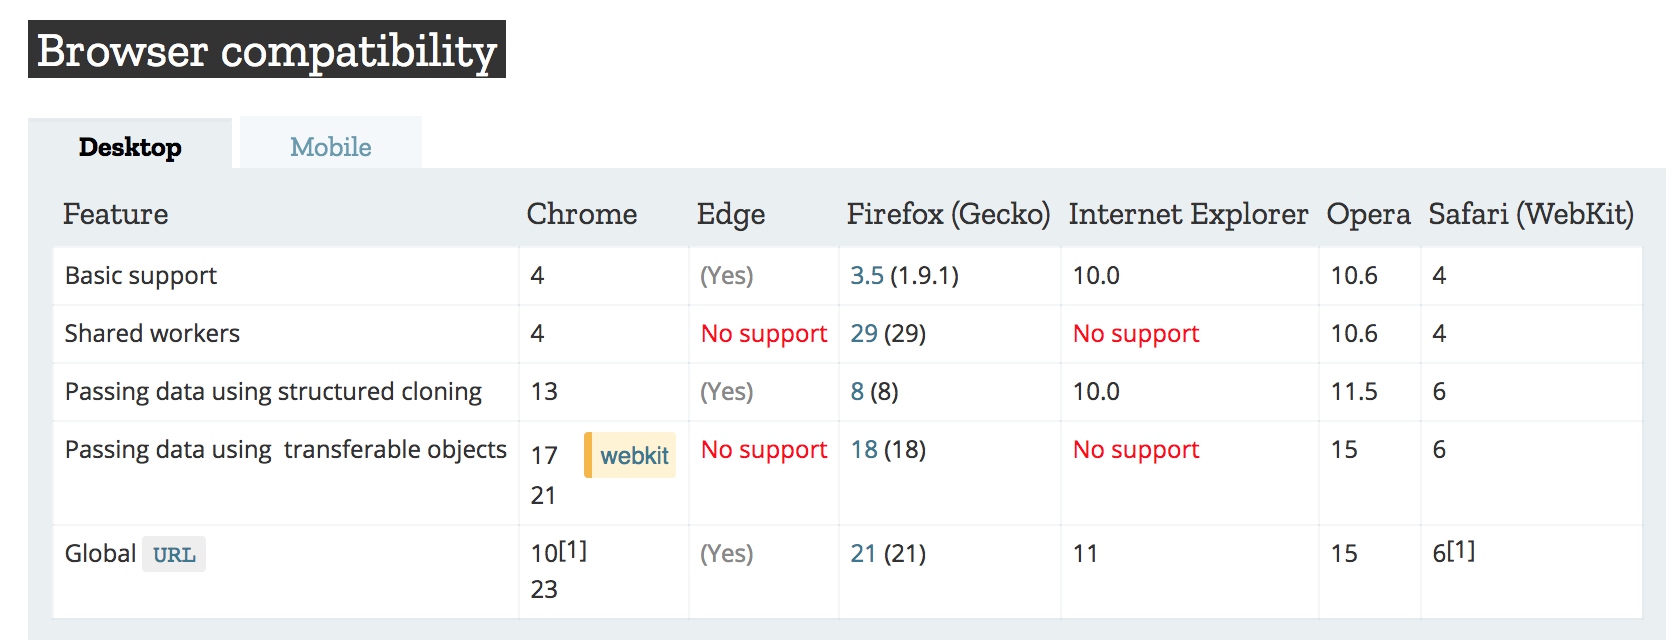 Browser compatibility
Desktop Mobile
Feature Chrome Edge Firefox (Gecko) Internet Explorer Opera Safari (WebKit)
Basic support 4 (Yes) 3.5 (1.9.1) 10.0 10.6 4
Shared workers 4 No support 29 (29) No support 10.6 4
Passing data using structured cloning 13 (Yes) 8 (8) 10.0 11.5 6
Passing data using  transferable objects 17 webkit No support 18 (18) No support 15 6
21
Global URL 10[1] (Yes) 21 (21) 11 15 6[1]
23